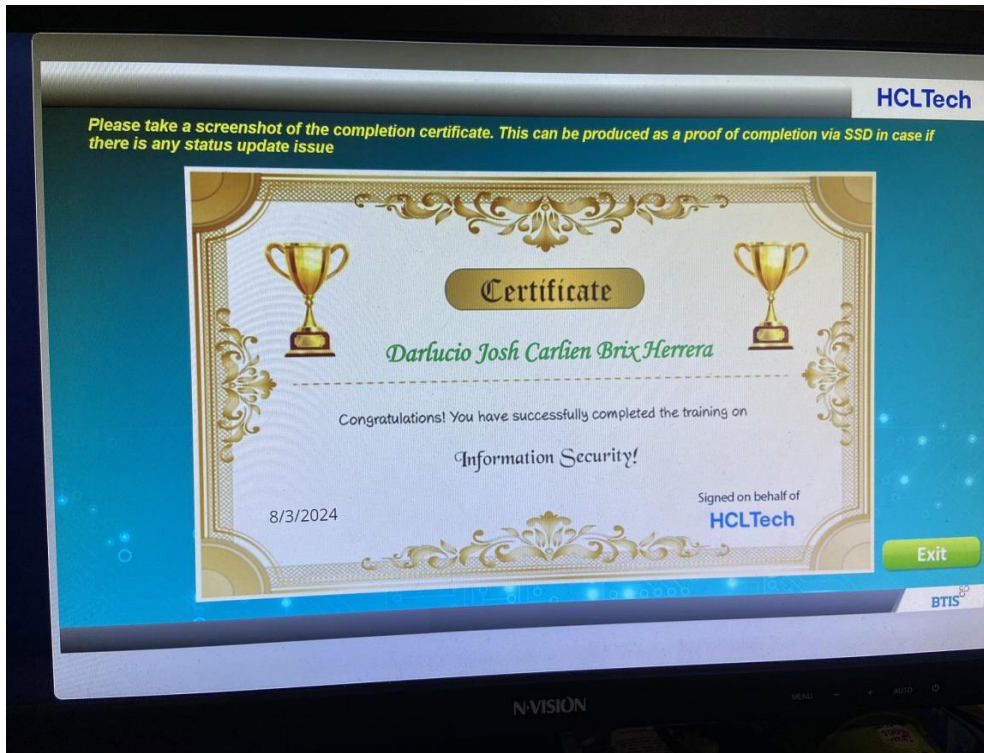 HCLTech
Please take a screenshot of the completion certificate. This can be produced as a proof of completion via SSD in case if
there is any status update issue
Certificate
Darlucio Josh Carlien Brix Herrera
Congratulations! You have successfully completed the training on
Information Security!
8/3/2024
Signed on behalf of
HCLTech
Exit
BTIS
N-VISION
MENU - + AUTO